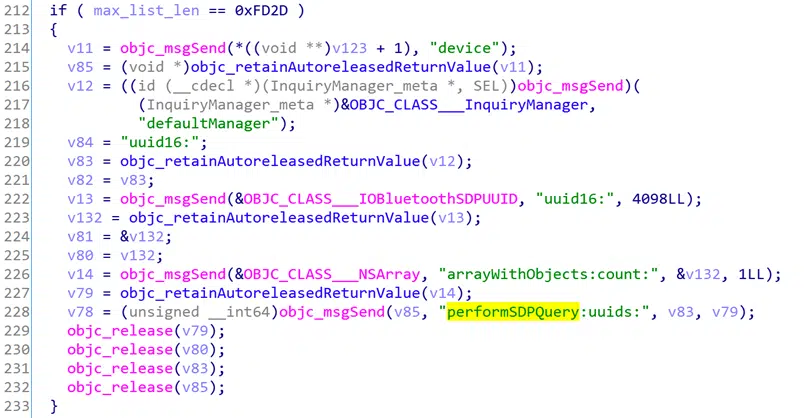 212 if ( max_list_len == 0xFD2D )
213 {
214 v11 = objc_msgSend(*((void **)v123 + 1), "device");
215 v85 = (void *)objc_retainAutoreleasedReturnValue(v11);
216 v12 = ((id (__cdecl *)(InquiryManager_meta *, SEL))objc_msgSend)(
217 (InquiryManager_meta *)&OBJC_CLASS___InquiryManager,
218 "defaultManager");
219 v84 = "uuid16:";
220 v83 = objc_retainAutoreleasedReturnValue(v12);
221 v82 = v83;
222 v13 = objc_msgSend(&OBJC_CLASS___IOBluetoothSDPUUID, "uuid16:", 4098LL);
223 v132 = objc_retainAutoreleasedReturnValue(v13);
224 v81 = &v132;
225 v80 = v132;
226 v14 = objc_msgSend(&OBJC_CLASS___NSArray, "arrayWithObjects:count:", &v132, 1LL);
227 v79 = objc_retainAutoreleasedReturnValue(v14);
228 v78 = (unsigned __int64)objc_msgSend(v85, "performSDPQuery:uuids:", v83, v79);
229 objc_release(v79);
230 objc_release(v80);
231 objc_release(v83);
232 objc_release(v85);
233 }